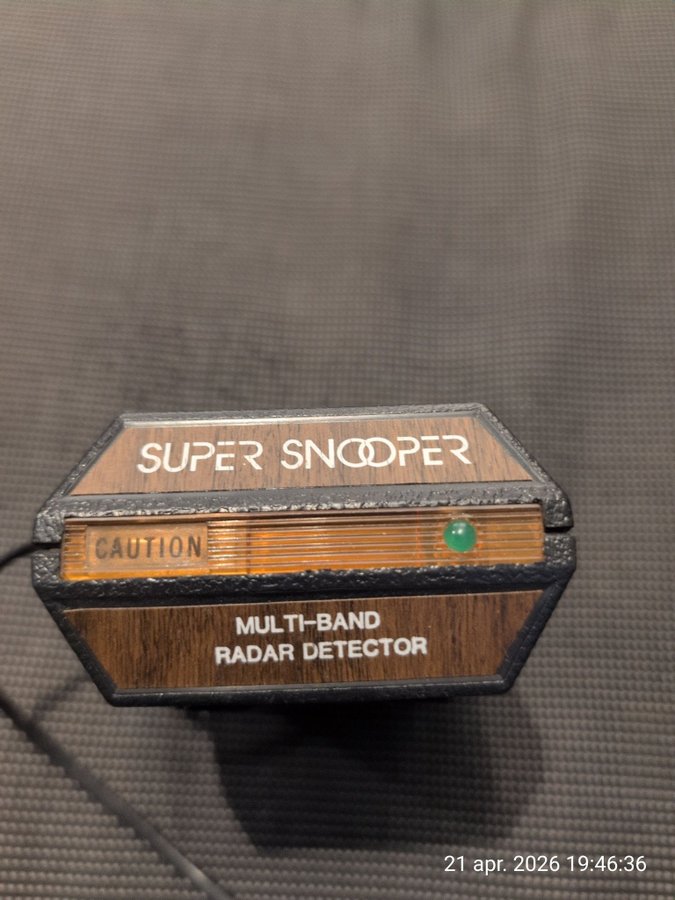 SUPER SNOOPER
CAUTION
MULTI-BAND
RADAR DETECTOR
21 apr. 2026 19:46:36